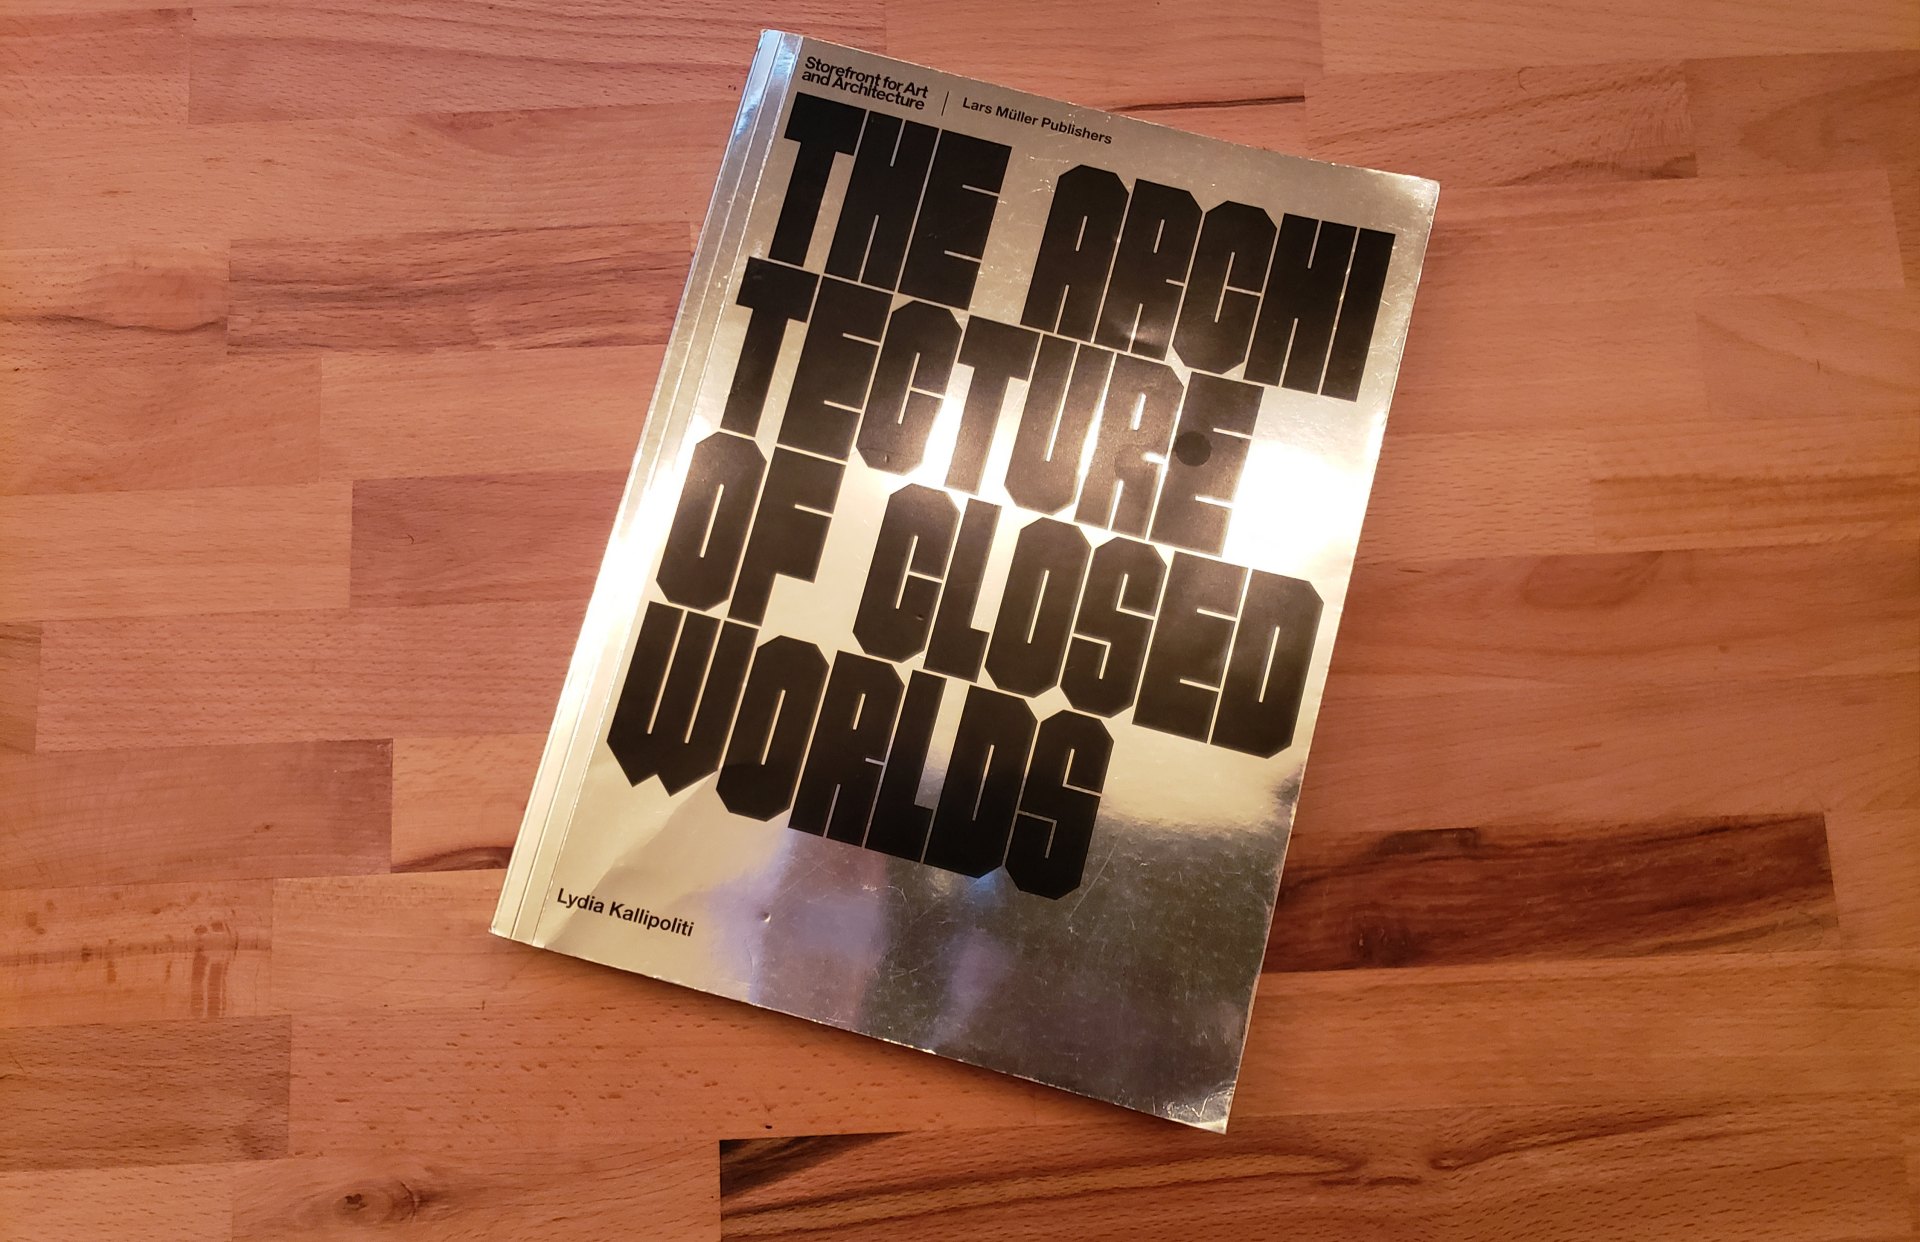 Storefront for Art
and Architecture
Lars Müller Publishers
THE ARCHI
TECTURE
OF CLOSED
WORLDS
Lydia Kallipoliti